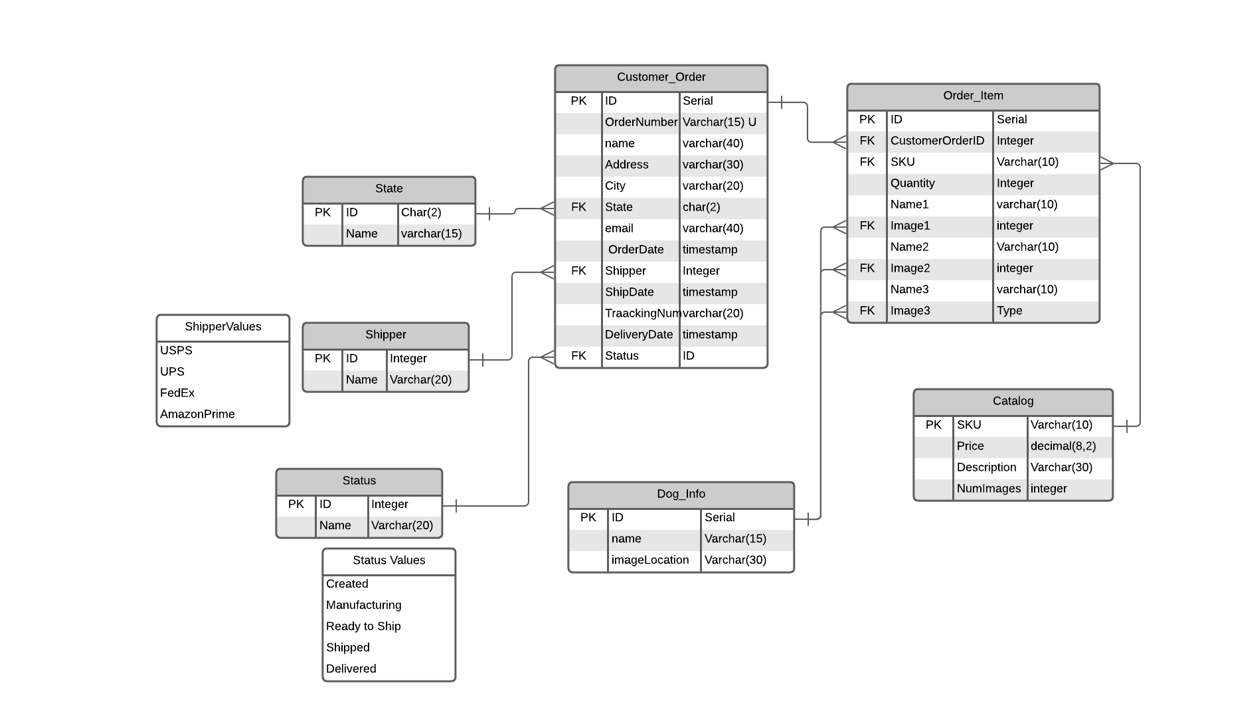 Customer_Order
PK ID Serial
OrderNumber Varchar(15) U
name varchar(40)
Address varchar(30)
City varchar(20)
FK State char(2)
email varchar(40)
OrderDate timestamp
FK Shipper Integer
ShipDate timestamp
TraackingNum varchar(20)
DeliveryDate timestamp
FK Status ID
Order_Item
PK ID Serial
FK CustomerOrderID Integer
FK SKU Varchar(10)
Quantity Integer
Name1 varchar(10)
FK Image1 integer
Name2 Varchar(10)
FK Image2 integer
Name3 varchar(10)
FK Image3 Type
State
PK ID Char(2)
Name varchar(15)
ShipperValues
USPS
UPS
FedEx
AmazonPrime
Shipper
PK ID Integer
Name Varchar(20)
Catalog
PK SKU Varchar(10)
Price decimal(8,2)
Description Varchar(30)
NumImages integer
Status
PK ID Integer
Name Varchar(20)
Dog_Info
PK ID Serial
name Varchar(15)
imageLocation Varchar(30)
Status Values
Created
Manufacturing
Ready to Ship
Shipped
Delivered